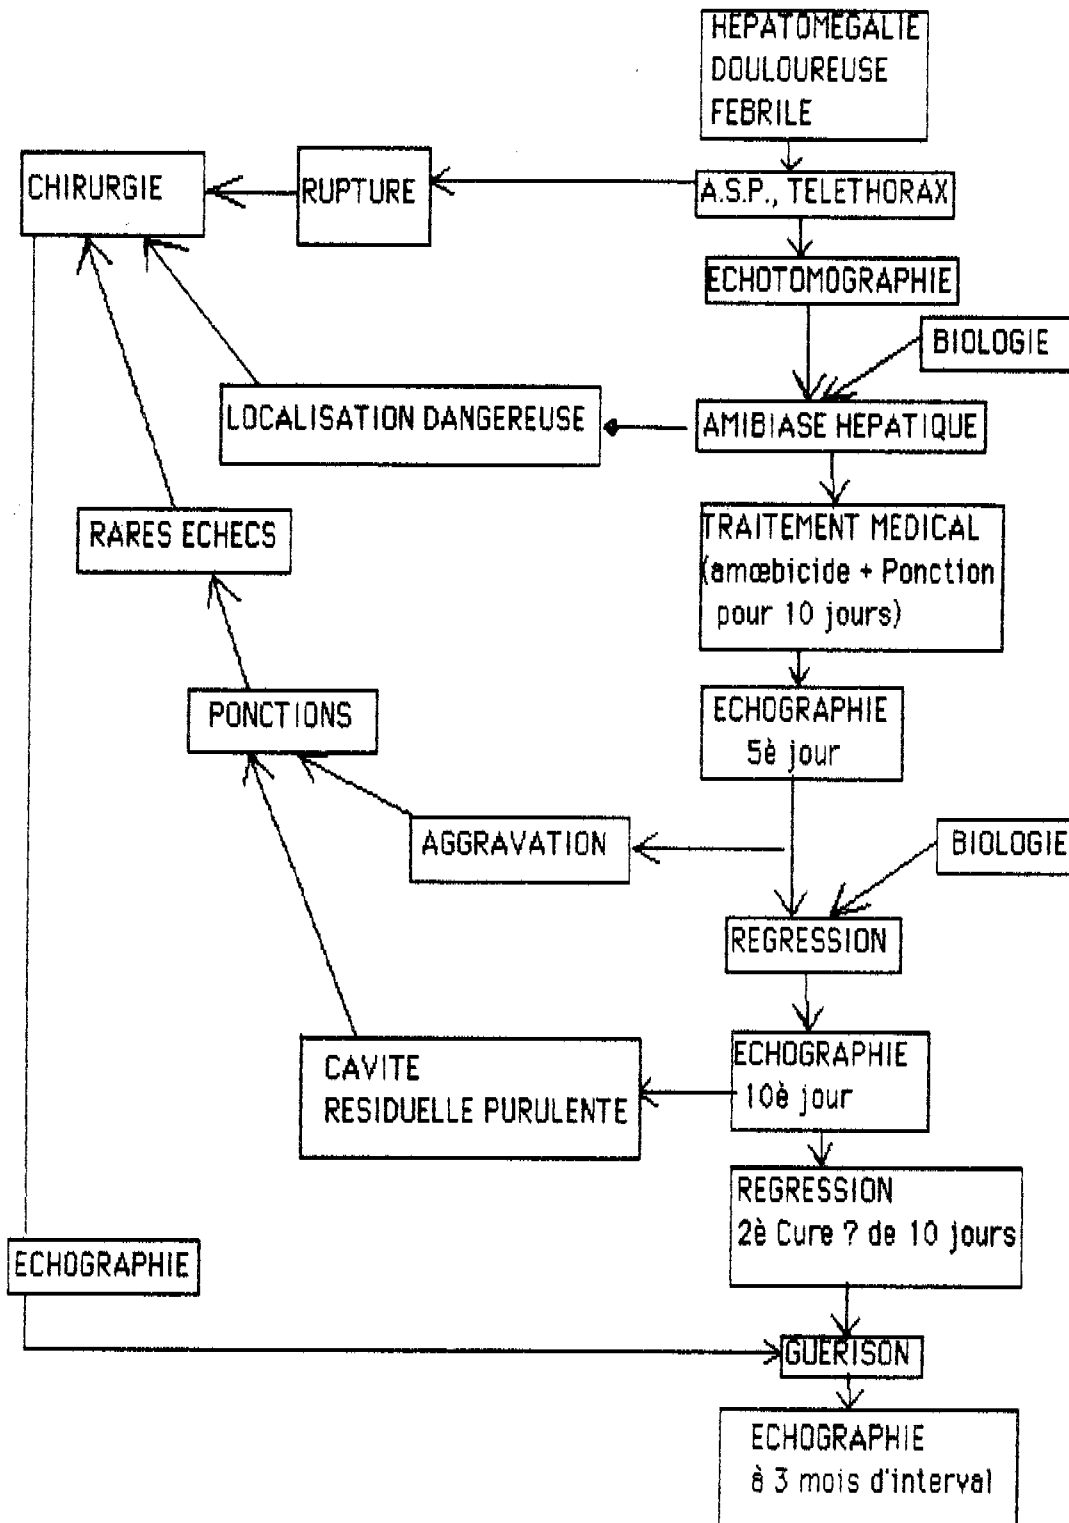 HEPATOMEGALIE
DOULOUREUSE
FEBRILE
CHIRURGIE
RUPTURE
A.S.P., TELETHORAX
ECHOTOMOGRAPHIE
BIOLOGIE
LOCALISATION DANGEREUSE
AMIBIASE HEPATIQUE
RARES ECHECS
TRAITEMENT MEDICAL
(amœbicide + Ponction
pour 10 jours)
PONCTIONS
ECHOGRAPHIE
5è jour
AGGRAVATION
BIOLOGIE
REGRESSION
CAVITE
RESIDUELLE PURULENTE
ECHOGRAPHIE
10è jour
REGRESSION
2è Cure ? de 10 jours
ECHOGRAPHIE
GUERISON
ECHOGRAPHIE
à 3 mois d'interval